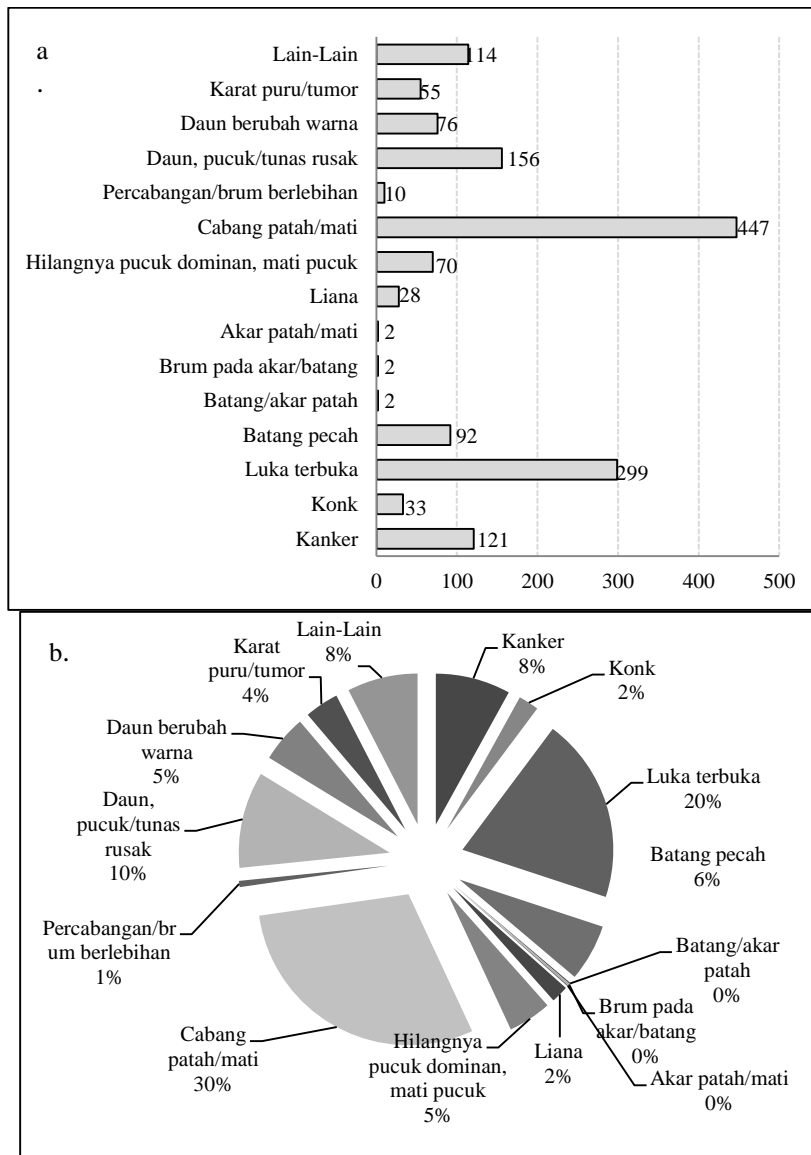 a
.
Lain-Lain 114
Karat puru/tumor 55
Daun berubah warna 76
Daun, pucuk/tunas rusak 156
Percabangan/brum berlebihan 10
Cabang patah/mati 447
Hilangnya pucuk dominan, mati pucuk 70
Liana 28
Akar patah/mati 2
Brum pada akar/batang 2
Batang/akar patah 2
Batang pecah 92
Luka terbuka 299
Konk 33
Kanker 121
0 100 200 300 400 500
b.
Kanker
8%
Konk
2%
Luka terbuka
20%
Batang pecah
6%
Batang/akar
patah
0%
Brum pada
akar/batang
0%
Akar patah/mati
0%
Liana
2%
Hilangnya
pucuk dominan,
mati pucuk
5%
Cabang
patah/mati
30%
Percabangan/br
um berlebihan
1%
Daun,
pucuk/tunas
rusak
10%
Daun berubah
warna
5%
Karat
puru/tumor
4%
Lain-Lain
8%